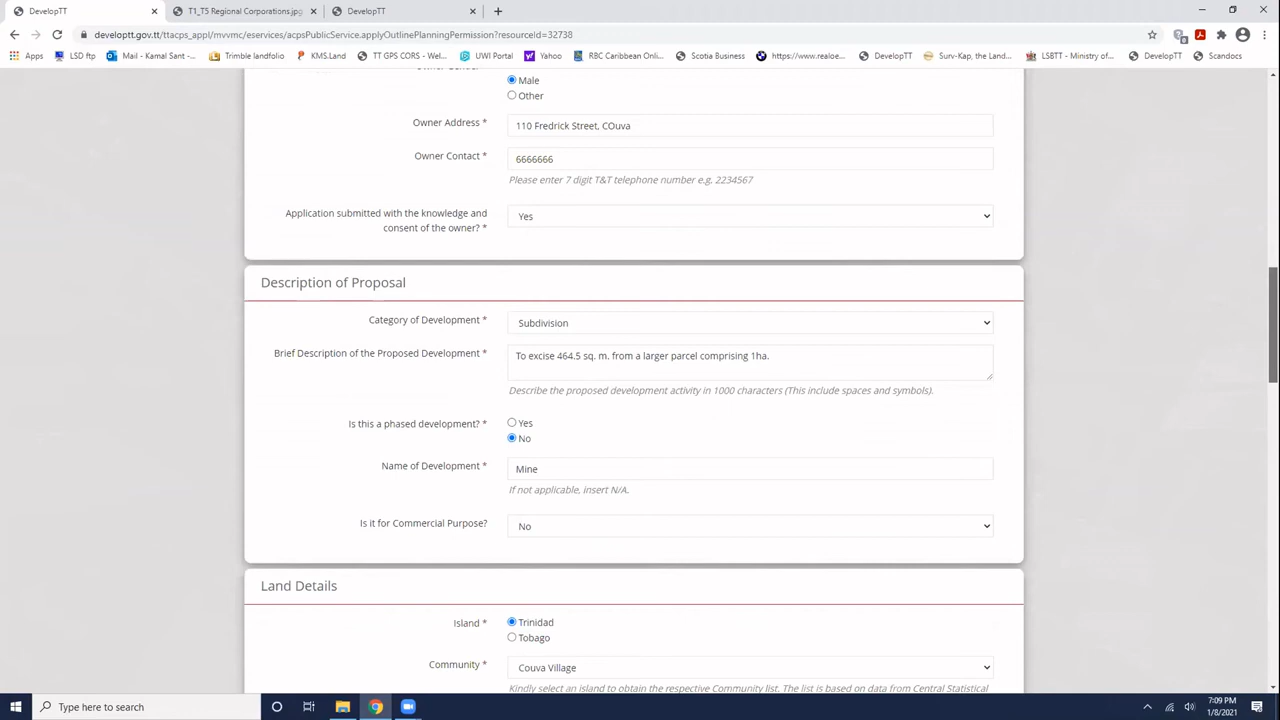 DevelopTT
T1_T5 Regional Corporations.jpg
DevelopTT
developtt.gov.tt/ttacps_appl/mvvmc/eservices/acpsPublicService.applyOutlinePlanningPermission?resourceId=32738
Apps LSD ftp Mail - Kamal Sant -... Trimble landfolio KMS.Land TT GPS CORS - Wel... UWI Portal Yahoo RBC Caribbean Onl... Scotia Business https://www.realoe... DevelopTT Surv-Kap, the Land... LSBTT - Ministry of... DevelopTT Scandocs
Male
Other
Owner Address * 110 Fredrick Street, COuva
Owner Contact * 6666666
Please enter 7 digit T&T telephone number e.g. 2234567
Application submitted with the knowledge and consent of the owner? * Yes
Description of Proposal
Category of Development * Subdivision
Brief Description of the Proposed Development * To excise 464.5 sq. m. from a larger parcel comprising 1ha.
Describe the proposed development activity in 1000 characters (This include spaces and symbols).
Is this a phased development? * Yes
No
Name of Development * Mine
If not applicable, insert N/A.
Is it for Commercial Purpose? No
Land Details
Island * Trinidad
Tobago
Community * Couva Village
Kindly select an island to obtain the respective Community list. The list is based on data from Central Statistical
Type here to search
7:09 PM
1/8/2021